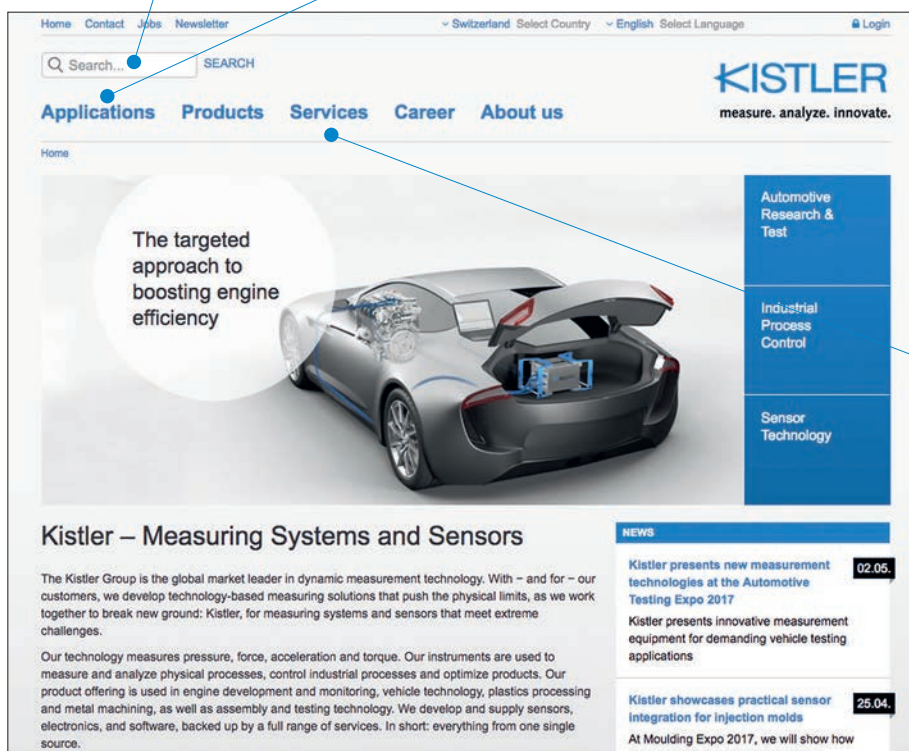 Home Contact Jobs Newsletter Switzerland Select Country English Select Language Login
Search... SEARCH
KISTLER
measure. analyze. innovate.
Applications Products Services Career About us
Home
The targeted
approach to
boosting engine
efficiency
Automotive
Research &
Test
Industrial
Process
Control
Sensor
Technology
Kistler – Measuring Systems and Sensors
The Kistler Group is the global market leader in dynamic measurement technology. With – and for – our
customers, we develop technology-based measuring solutions that push the physical limits, as we work
together to break new ground: Kistler, for measuring systems and sensors that meet extreme
challenges.
Our technology measures pressure, force, acceleration and torque. Our instruments are used to
measure and analyze physical processes, control industrial processes and optimize products. Our
product offering is used in engine development and monitoring, vehicle technology, plastics processing
and metal machining, as well as assembly and testing technology. We develop and supply sensors,
electronics, and software, backed up by a full range of services. In short: everything from one single
source.
NEWS
Kistler presents new measurement 02.05.
technologies at the Automotive
Testing Expo 2017
Kistler presents innovative measurement
equipment for demanding vehicle testing
applications
Kistler showcases practical sensor 25.04.
integration for injection molds
At Moulding Expo 2017, we will show how